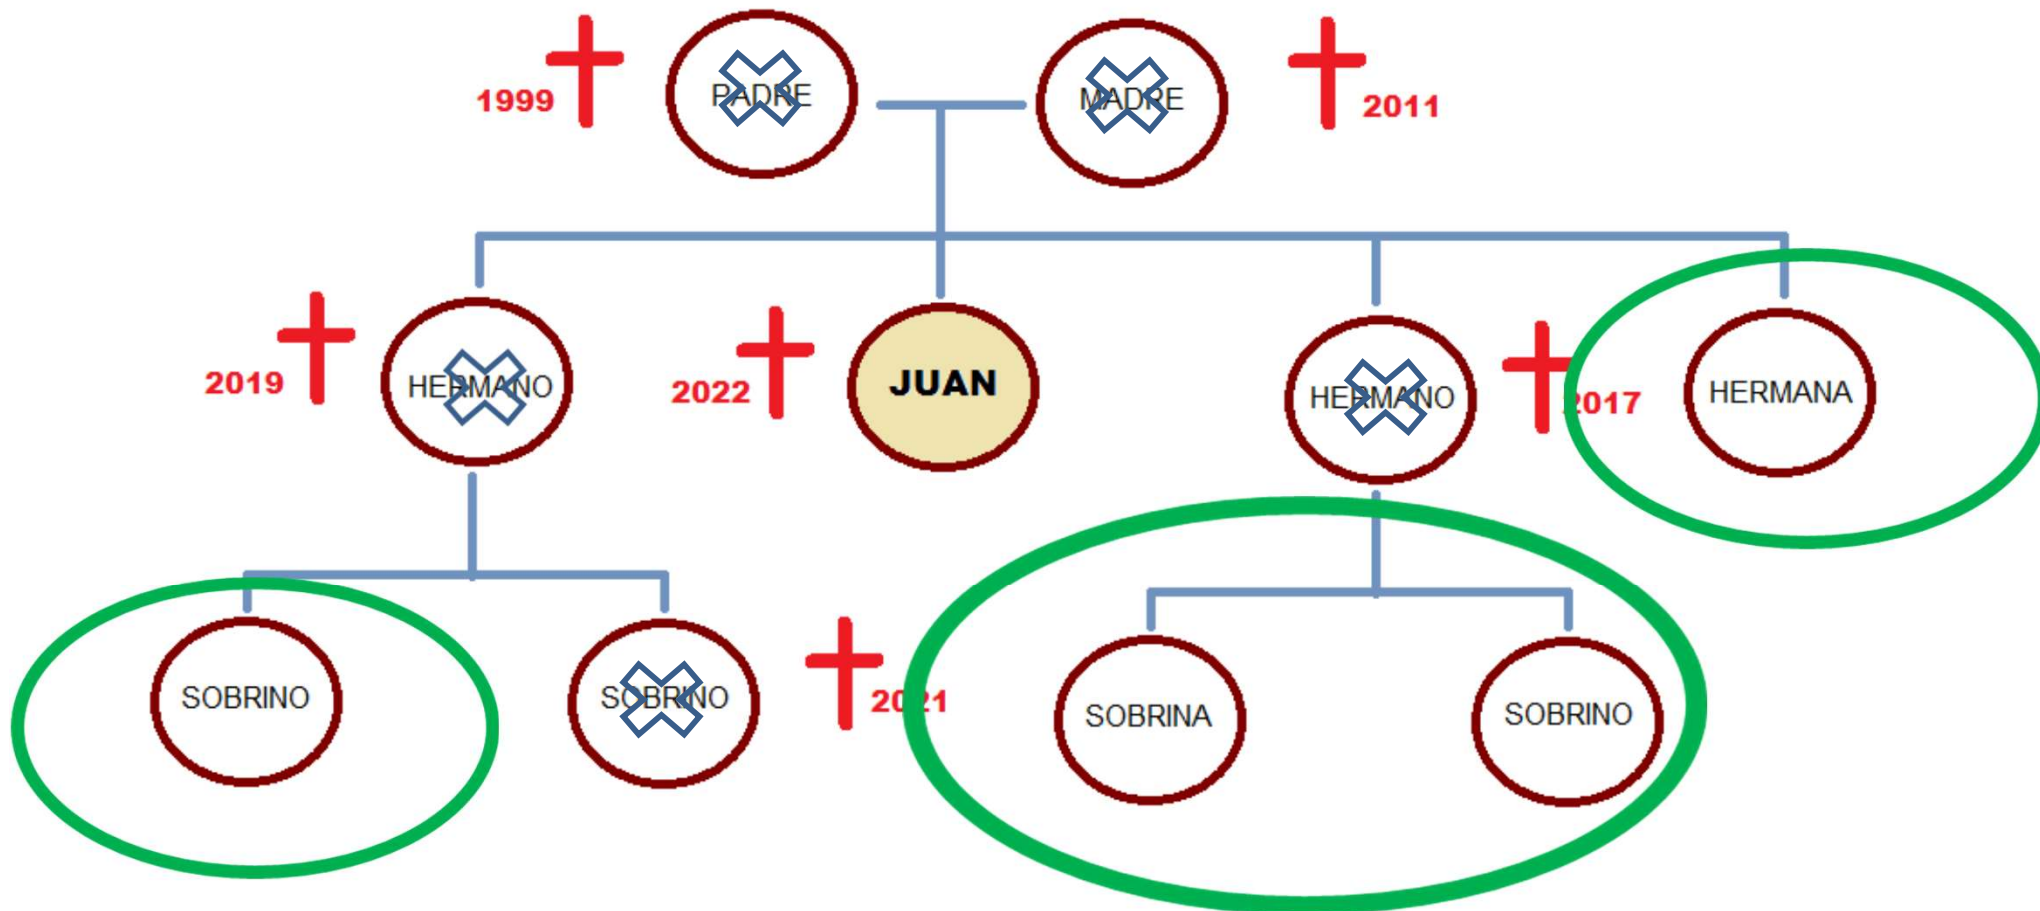 PADRE
MADRE
1999
2011
HERMANO
JUAN
HERMANO
HERMANA
2019
2022
2017
SOBRINO
SOBRINO
2021
SOBRINA
SOBRINO